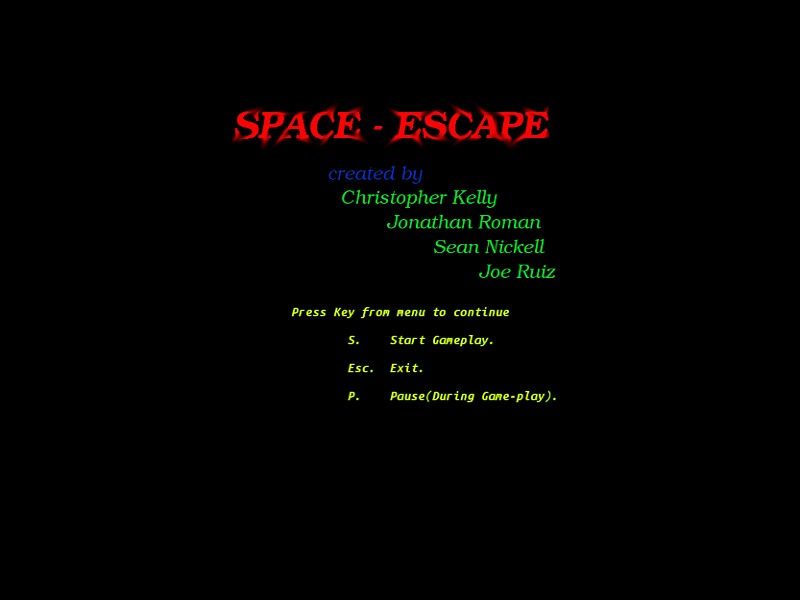 SPACE - ESCAPE
created by
Christopher Kelly
Jonathan Roman
Sean Nickell
Joe Ruiz
Press Key from menu to continue
S. Start Gameplay.
Esc. Exit.
P. Pause(During Game-play).